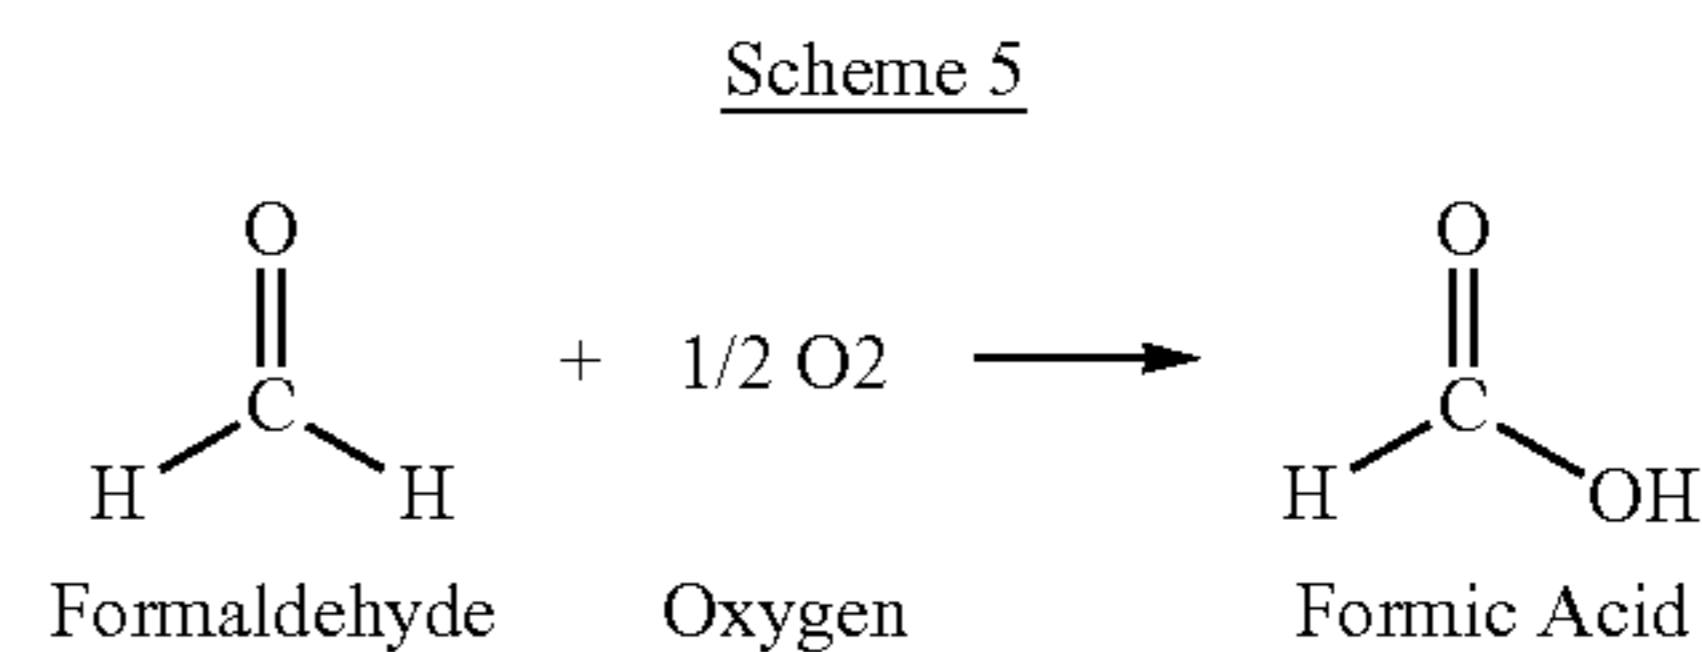 Scheme 5
O O
C + 1/2 O2 C
H H H OH
Formaldehyde Oxygen Formic Acid